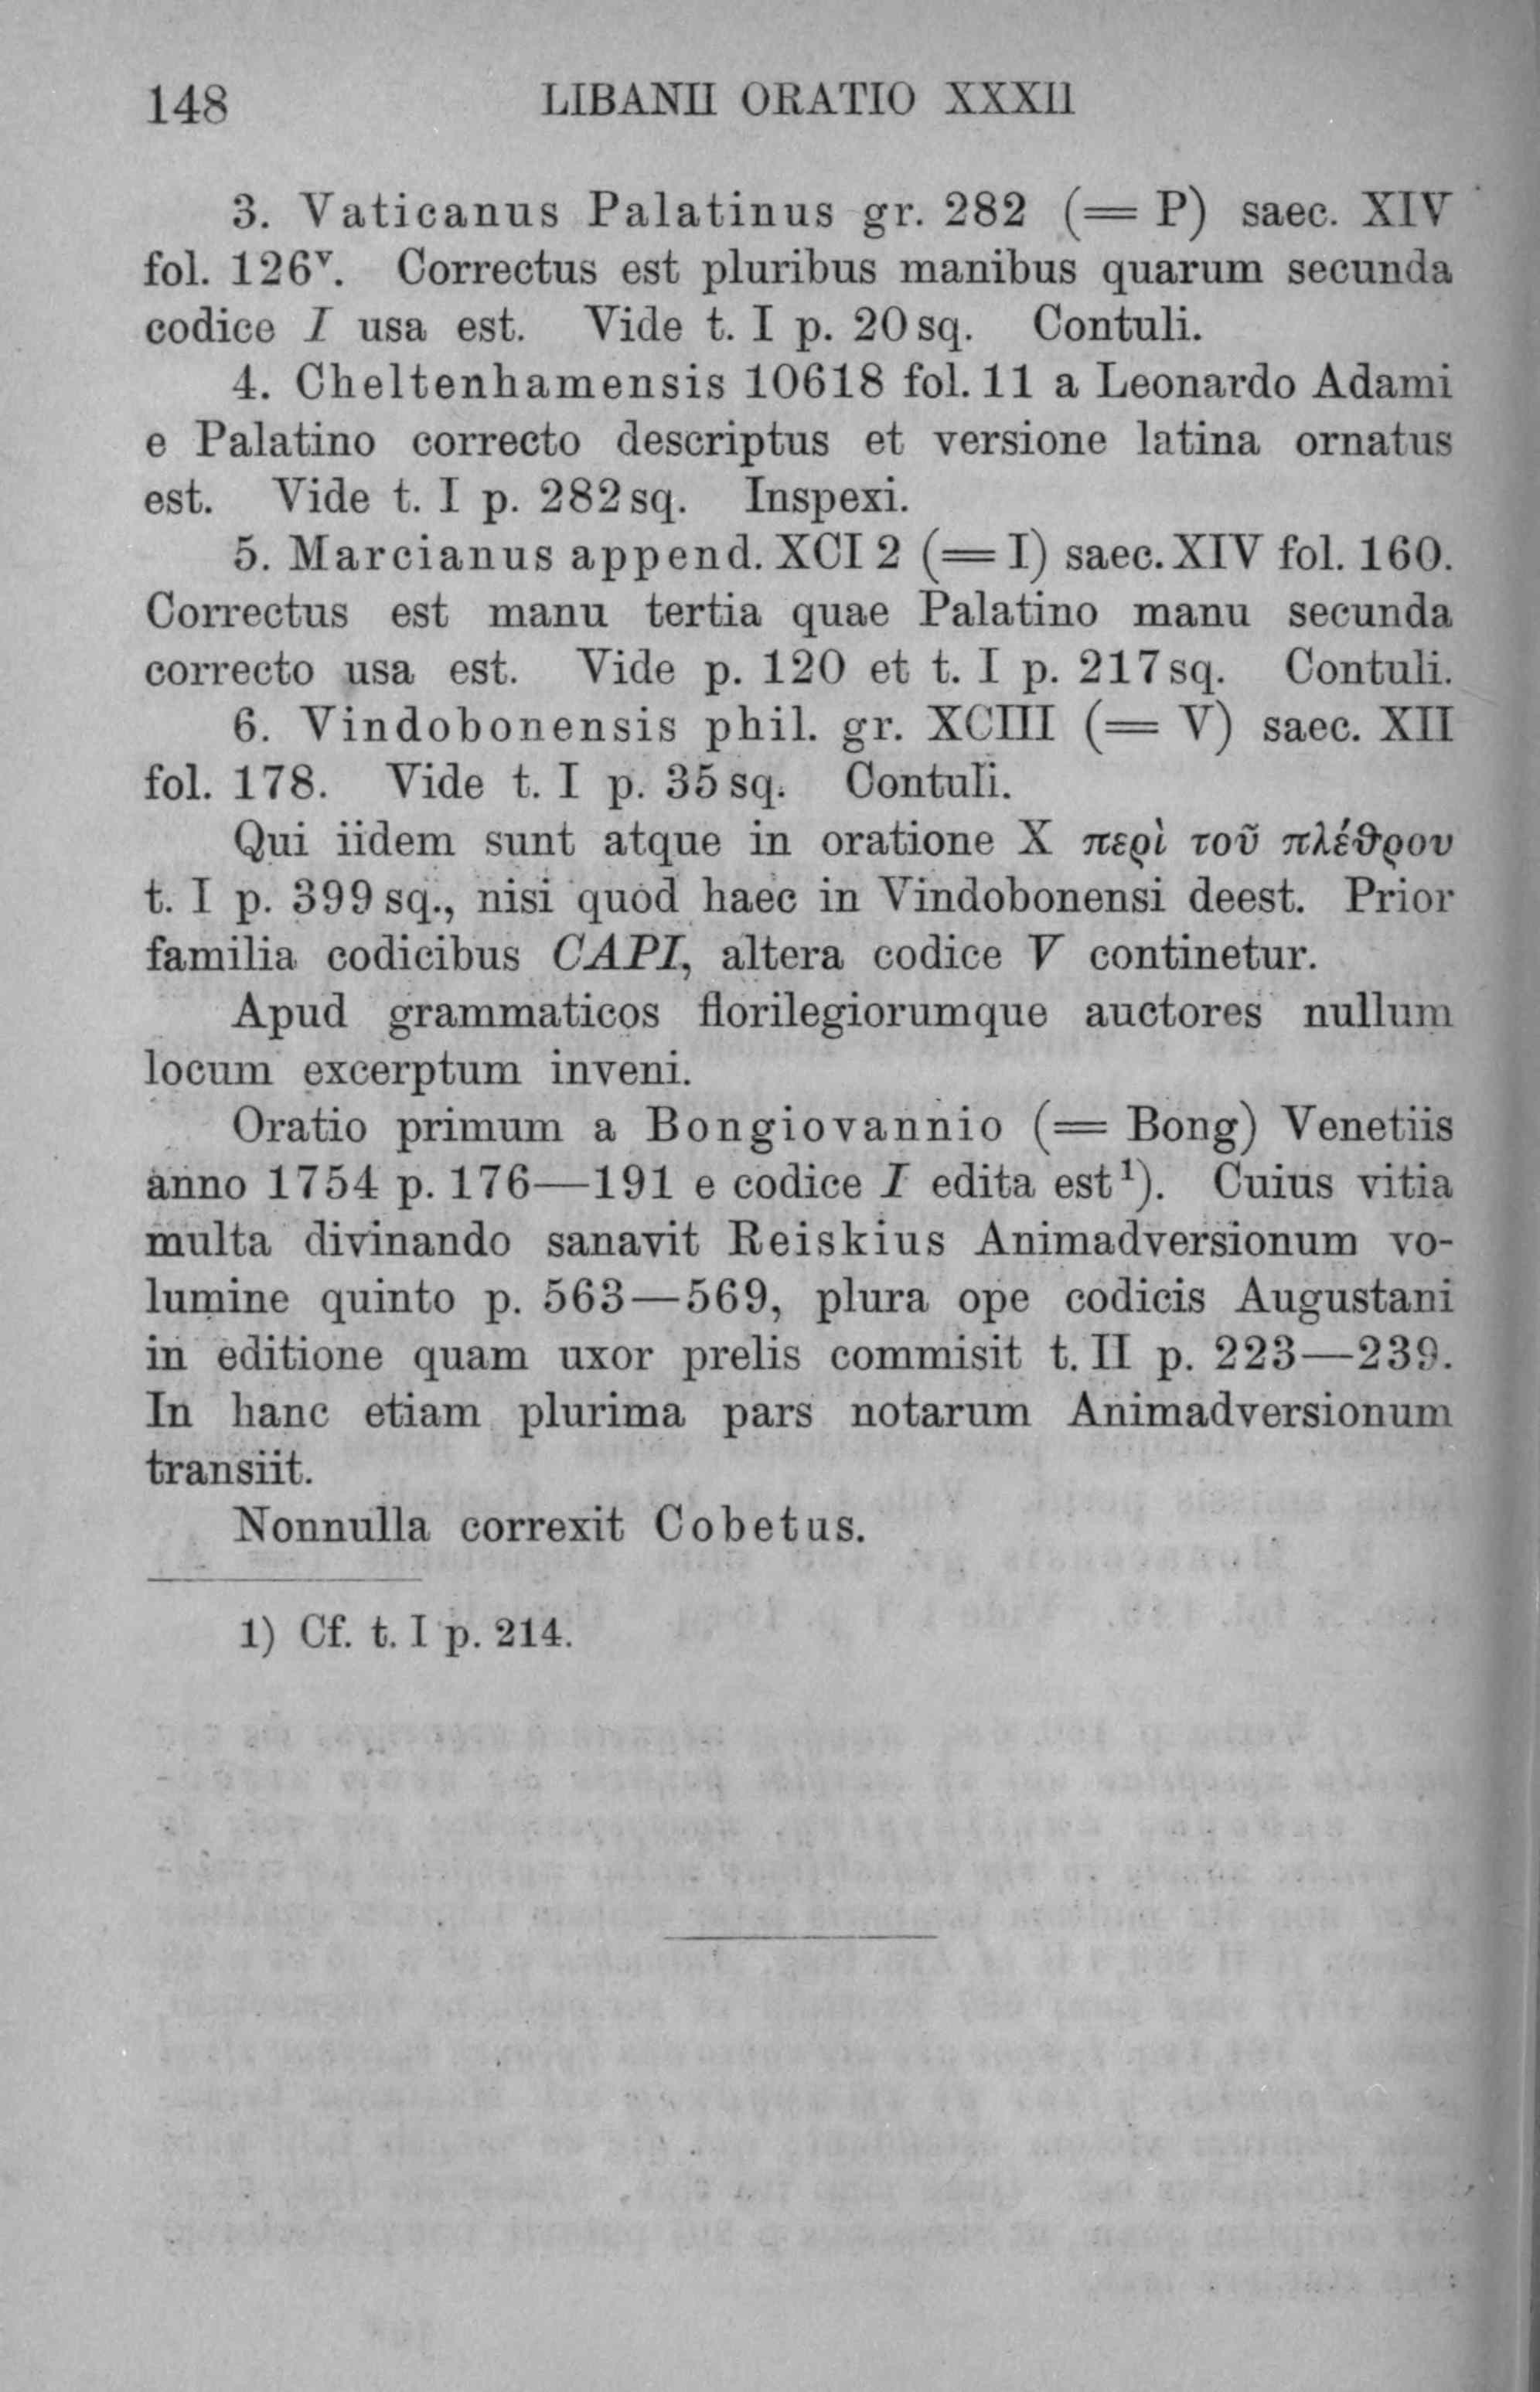 148 LIBANII ORATIO XXXII
3. Vaticanus Palatinus gr. 282 (= P) saec. XIV
fol. 126ᵛ. Correctus est pluribus manibus quarum secunda
codice I usa est. Vide t. I p. 20 sq. Contuli.
4. Cheltenhamensis 10618 fol. 11 a Leonardo Adami
e Palatino correcto descriptus et versione latina ornatus
est. Vide t. I p. 282 sq. Inspexi.
5. Marcianus append. XCI 2 (= I) saec. XIV fol. 160.
Correctus est manu tertia quae Palatino manu secunda
correcto usa est. Vide p. 120 et t. I p. 217 sq. Contuli.
6. Vindobonensis phil. gr. XCIII (= V) saec. XII
fol. 178. Vide t. I p. 35 sq. Contuli.
Qui iidem sunt atque in oratione X περὶ τοῦ πλέθρου
t. I p. 399 sq., nisi quod haec in Vindobonensi deest. Prior
familia codicibus CAPI, altera codice V continetur.
Apud grammaticos florilegiorumque auctores nullum
locum excerptum inveni.
Oratio primum a Bongiovannio (= Bong) Venetiis
anno 1754 p. 176—191 e codice I edita est¹). Cuius vitia
multa divinando sanavit Reiskius Animadversionum vo-
lumine quinto p. 563—569, plura ope codicis Augustani
in editione quam uxor prelis commisit t. II p. 223—239.
In hanc etiam plurima pars notarum Animadversionum
transiit.
Nonnulla correxit Cobetus.
1) Cf. t. I p. 214.